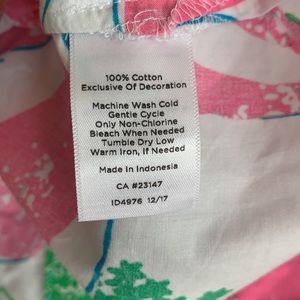 100% Cotton
Exclusive Of Decoration
Machine Wash Cold
Gentle Cycle
Only Non-Chlorine
Bleach When Needed
Tumble Dry Low
Warm Iron, If Needed
Made In Indonesia
CA #23147
ID4976 12/17